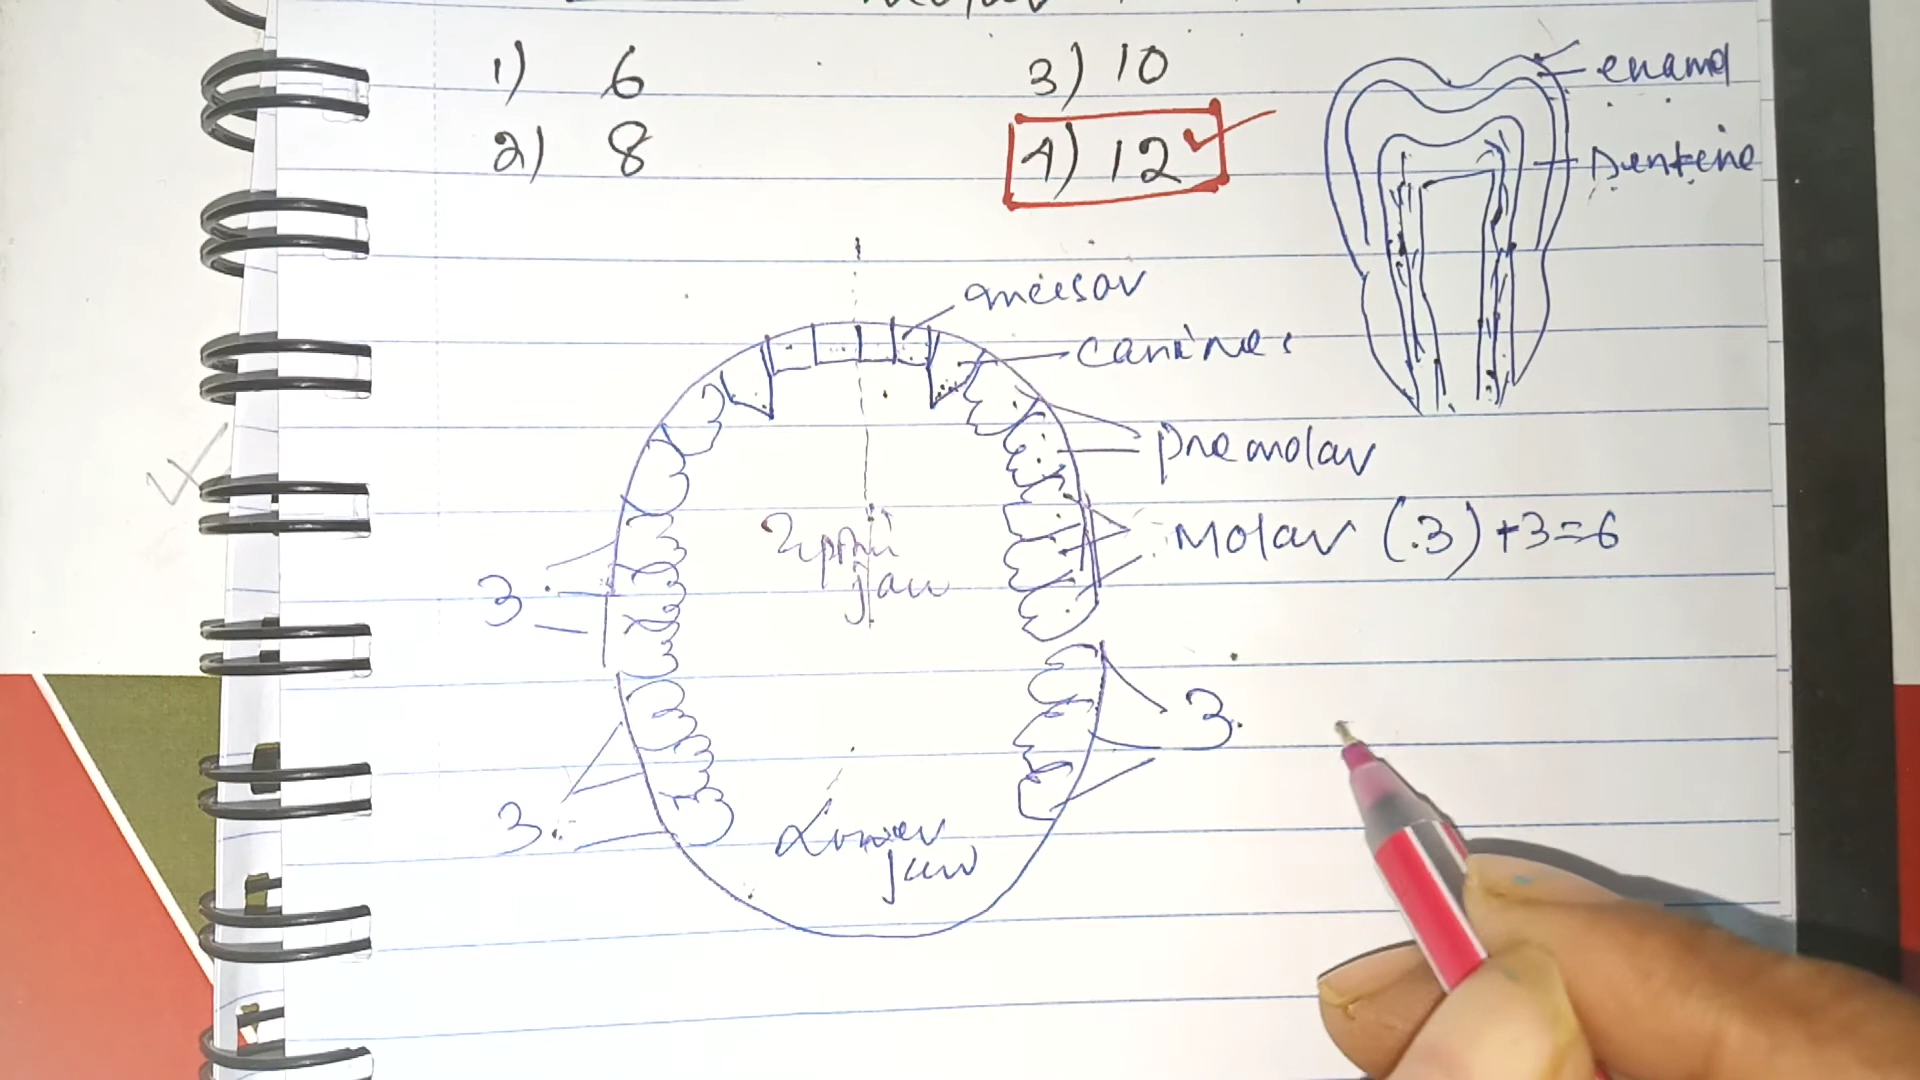 1) 6
3) 10
2) 8
4) 12
enamel
Dentine
incisor
canines
premolar
Molar (.3) + 3 = 6
upper
jaw
3
3.
3.
Lower
jaw